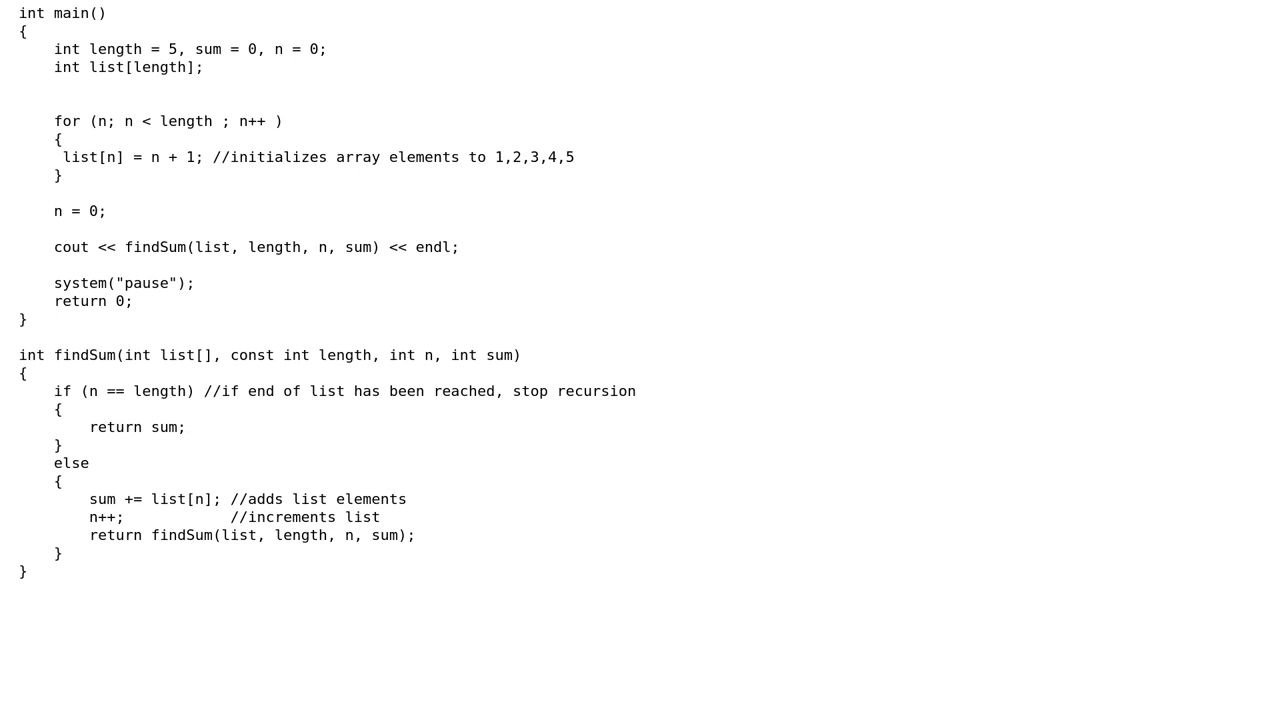 int main()
{
    int length = 5, sum = 0, n = 0;
    int list[length];
    for (n; n < length ; n++ )
    {
     list[n] = n + 1; //initializes array elements to 1,2,3,4,5
    }
    n = 0;
    cout << findSum(list, length, n, sum) << endl;
    system("pause");
    return 0;
}
int findSum(int list[], const int length, int n, int sum)
{
    if (n == length) //if end of list has been reached, stop recursion
    {
        return sum;
    }
    else
    {
        sum += list[n]; //adds list elements
        n++;            //increments list
        return findSum(list, length, n, sum);
    }
}